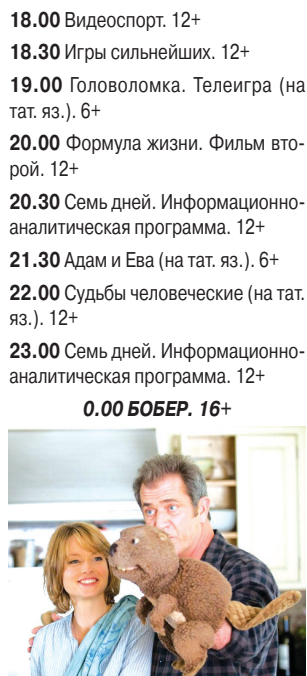 18.00 Видеоспорт. 12+
18.30 Игры сильнейших. 12+
19.00 Головоломка. Телеигра (на
тат. яз.). 6+
20.00 Формула жизни. Фильм вто-
рой. 12+
20.30 Семь дней. Информационно-
аналитическая программа. 12+
21.30 Адам и Ева (на тат. яз.). 6+
22.00 Судьбы человеческие (на тат.
яз.). 12+
23.00 Семь дней. Информационно-
аналитическая программа. 12+
0.00 БОБЕР. 16+